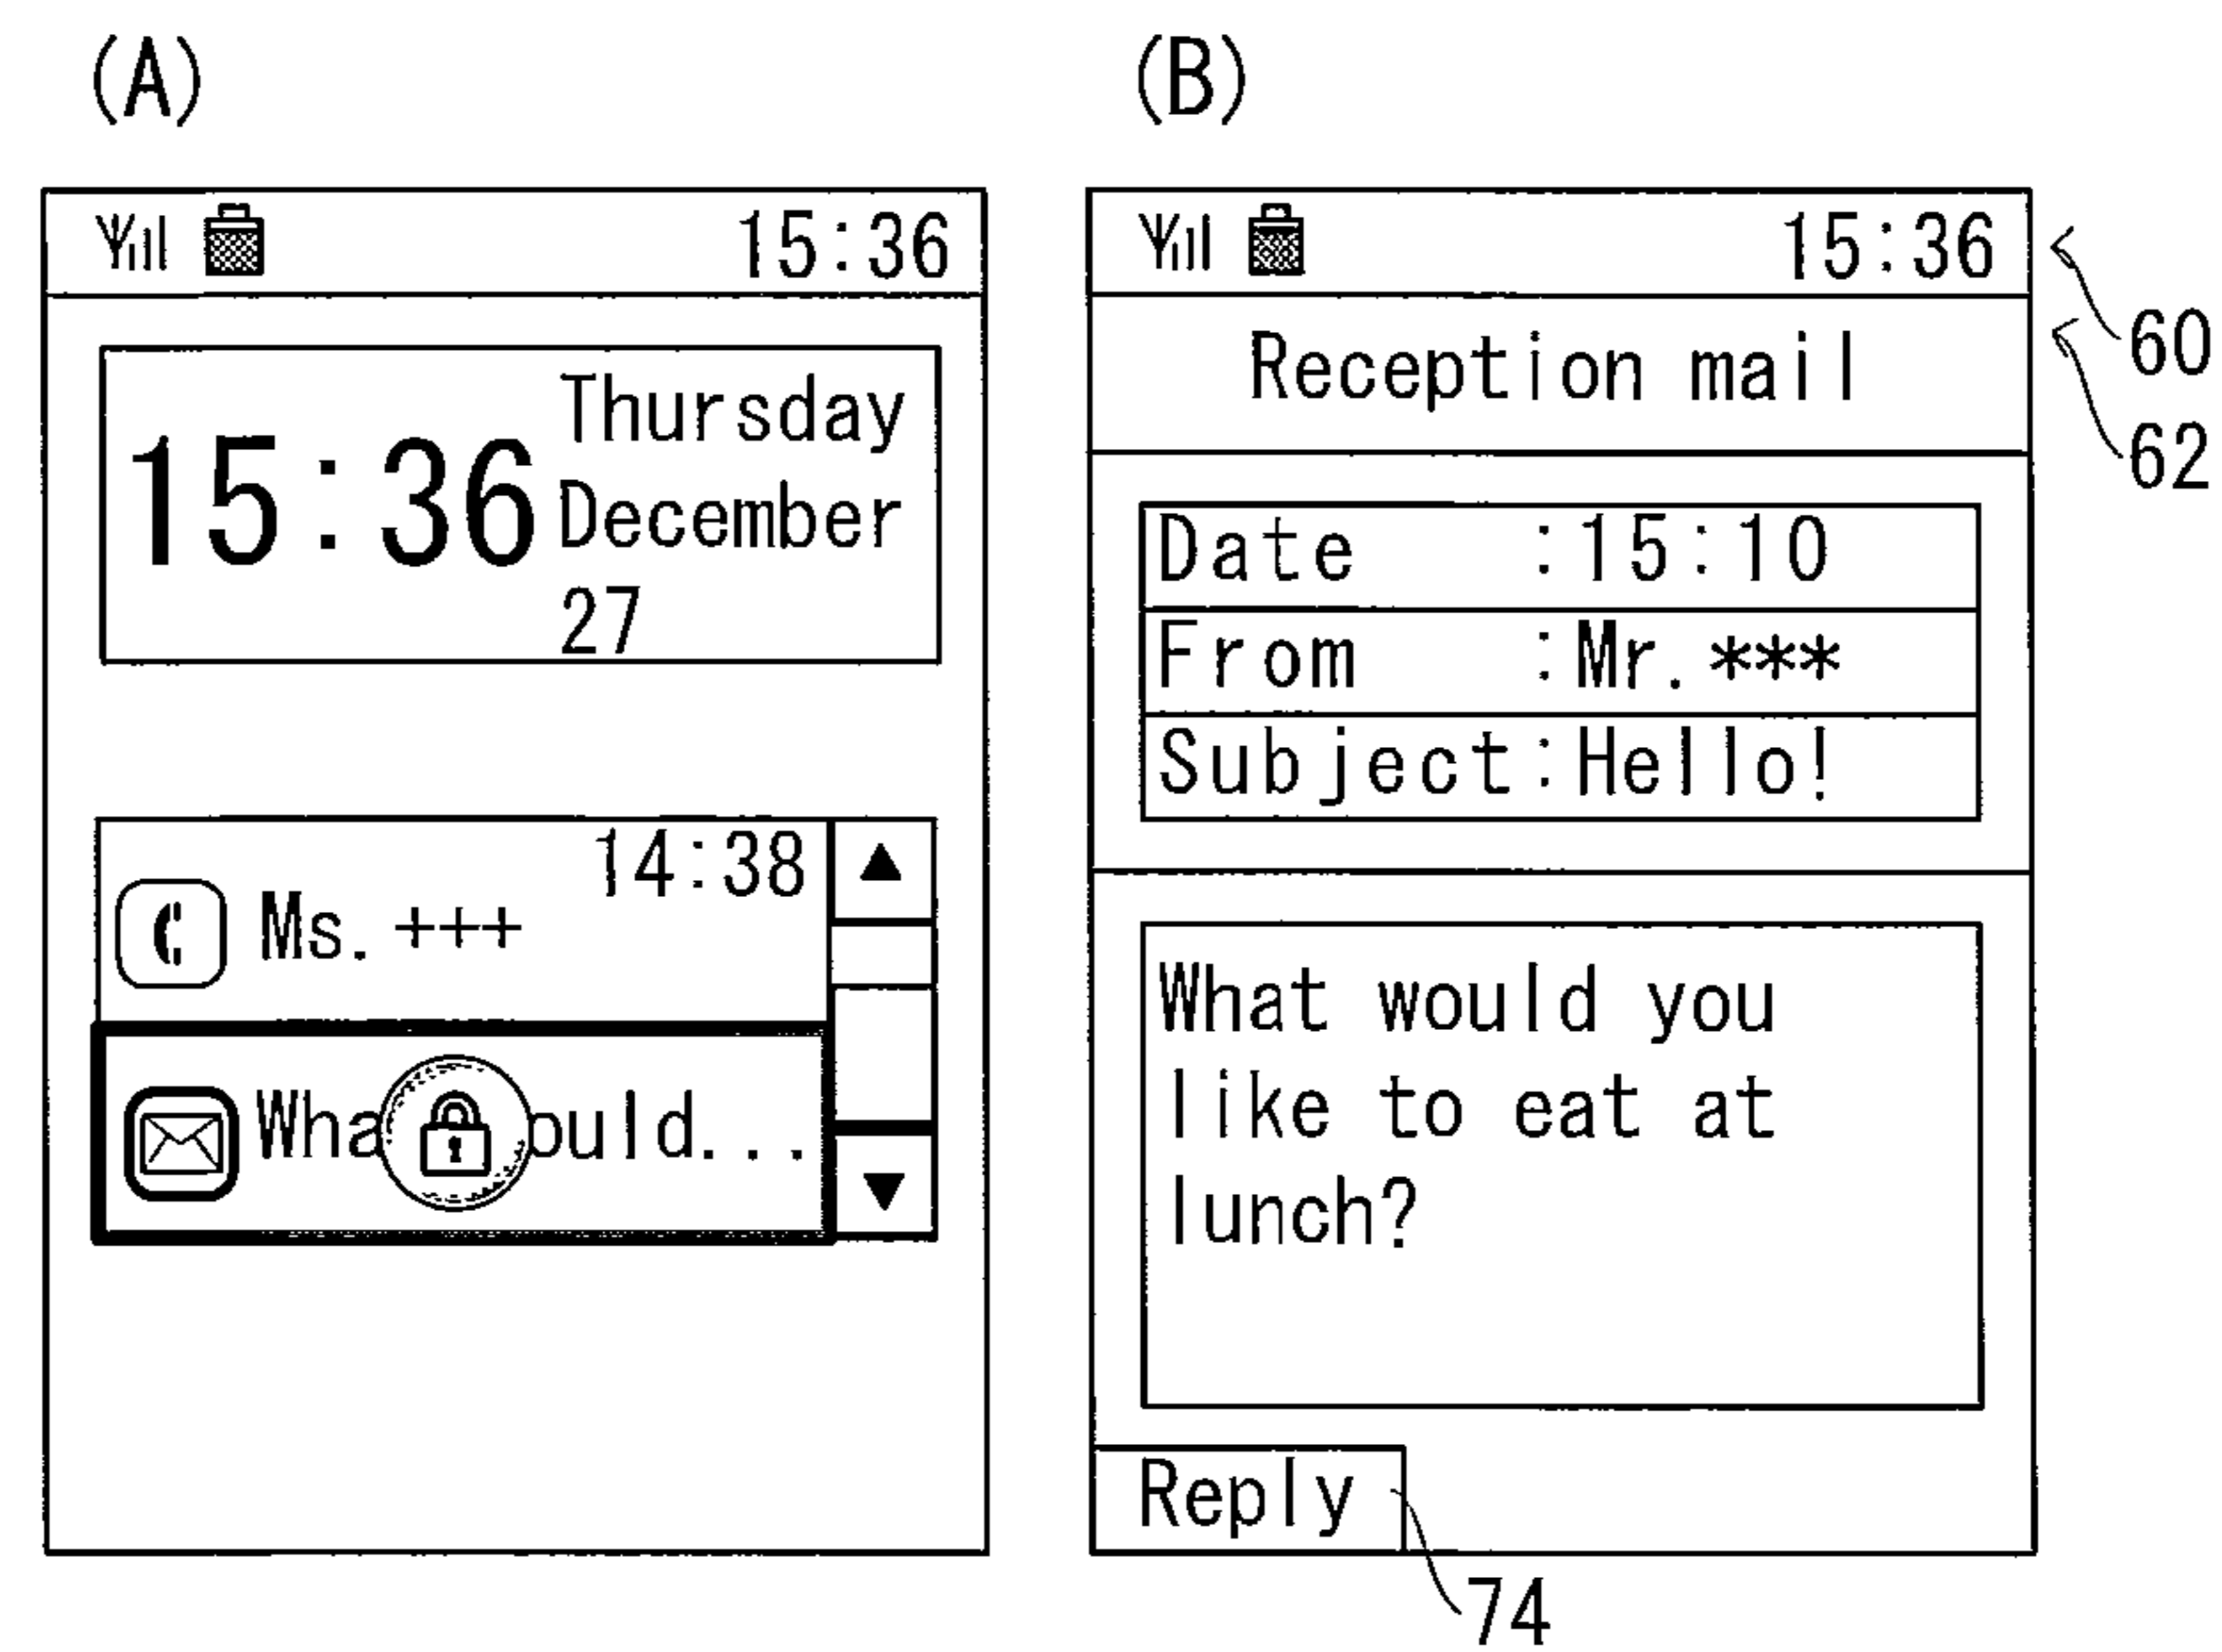 (A)
15:36
15:36
Thursday
December
27
14:38
Ms. +++
Wha ould...
(B)
15:36
60
Reception mail
62
Date :15:10
From :Mr. ***
Subject:Hello!
What would you
like to eat at
lunch?
Reply
74